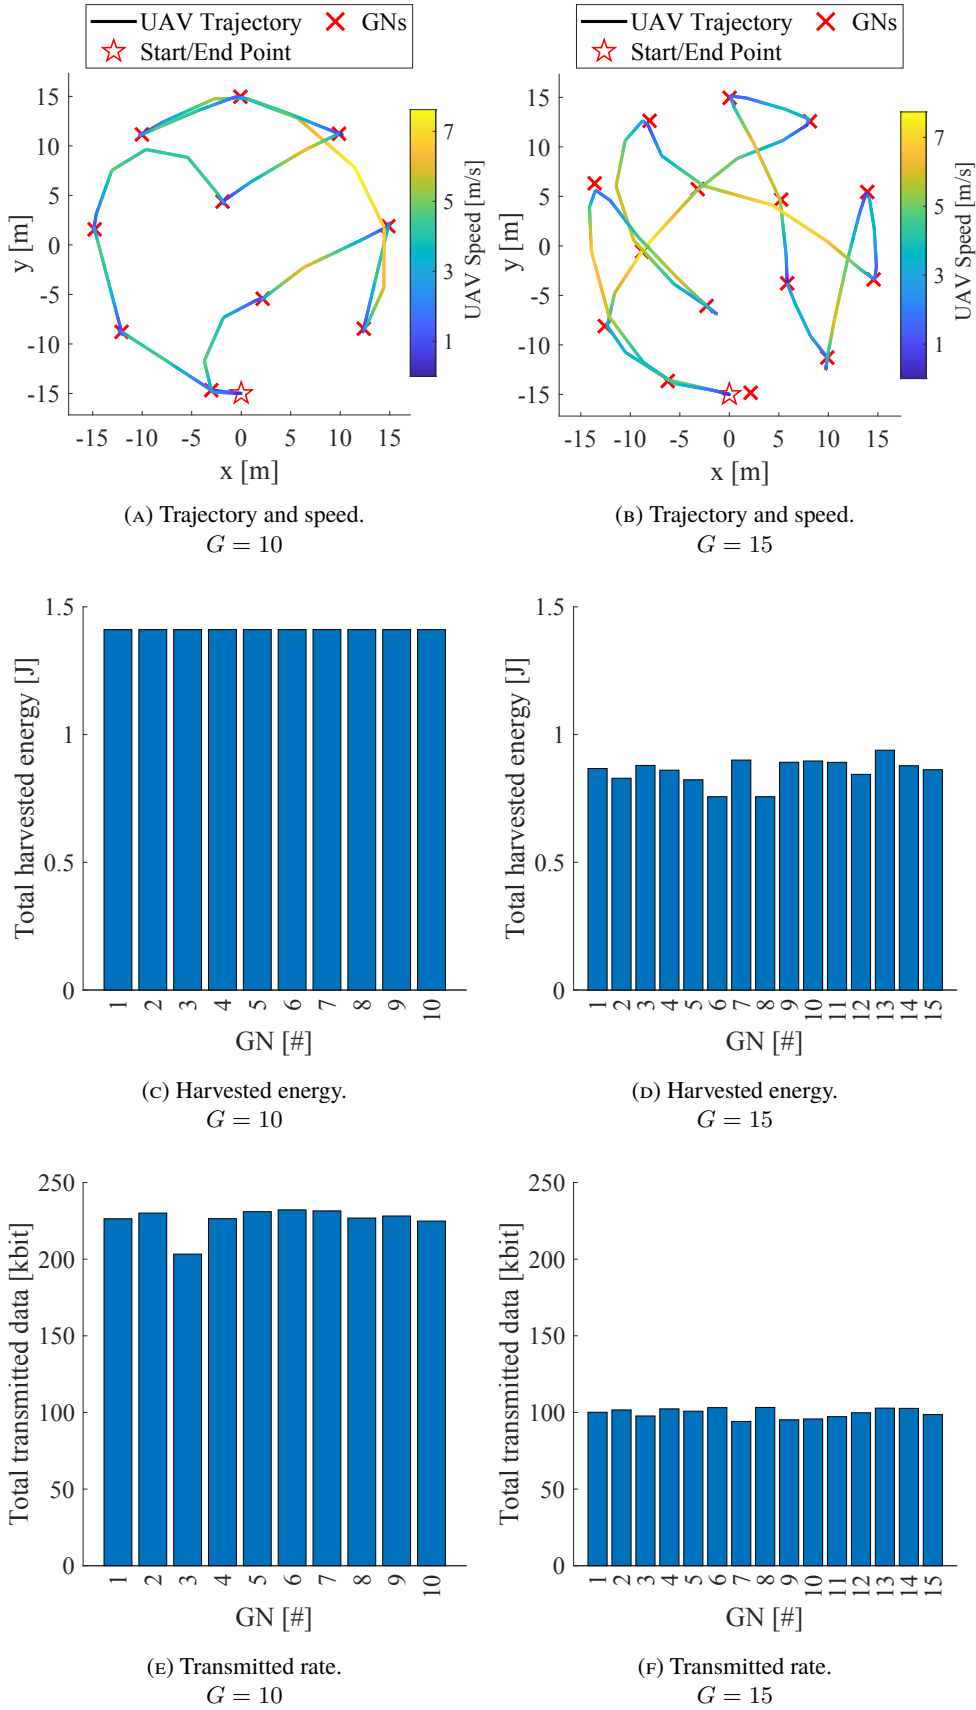 UAV Trajectory GNs
Start/End Point
15
10
5
0
-5
-10
-15
y [m]
-15 -10 -5 0 5 10 15
x [m]
7
5
3
1
UAV Speed [m/s]
(A) Trajectory and speed.
G = 10
UAV Trajectory GNs
Start/End Point
15
10
5
0
-5
-10
-15
y [m]
-15 -10 -5 0 5 10 15
x [m]
7
5
3
1
UAV Speed [m/s]
(B) Trajectory and speed.
G = 15
1.5
1
0.5
0
Total harvested energy [J]
1 2 3 4 5 6 7 8 9 10
GN [#]
(C) Harvested energy.
G = 10
1.5
1
0.5
0
Total harvested energy [J]
1 2 3 4 5 6 7 8 9 10 11 12 13 14 15
GN [#]
(D) Harvested energy.
G = 15
250
200
150
100
50
0
Total transmitted data [kbit]
1 2 3 4 5 6 7 8 9 10
GN [#]
(E) Transmitted rate.
G = 10
250
200
150
100
50
0
Total transmitted data [kbit]
1 2 3 4 5 6 7 8 9 10 11 12 13 14 15
GN [#]
(F) Transmitted rate.
G = 15